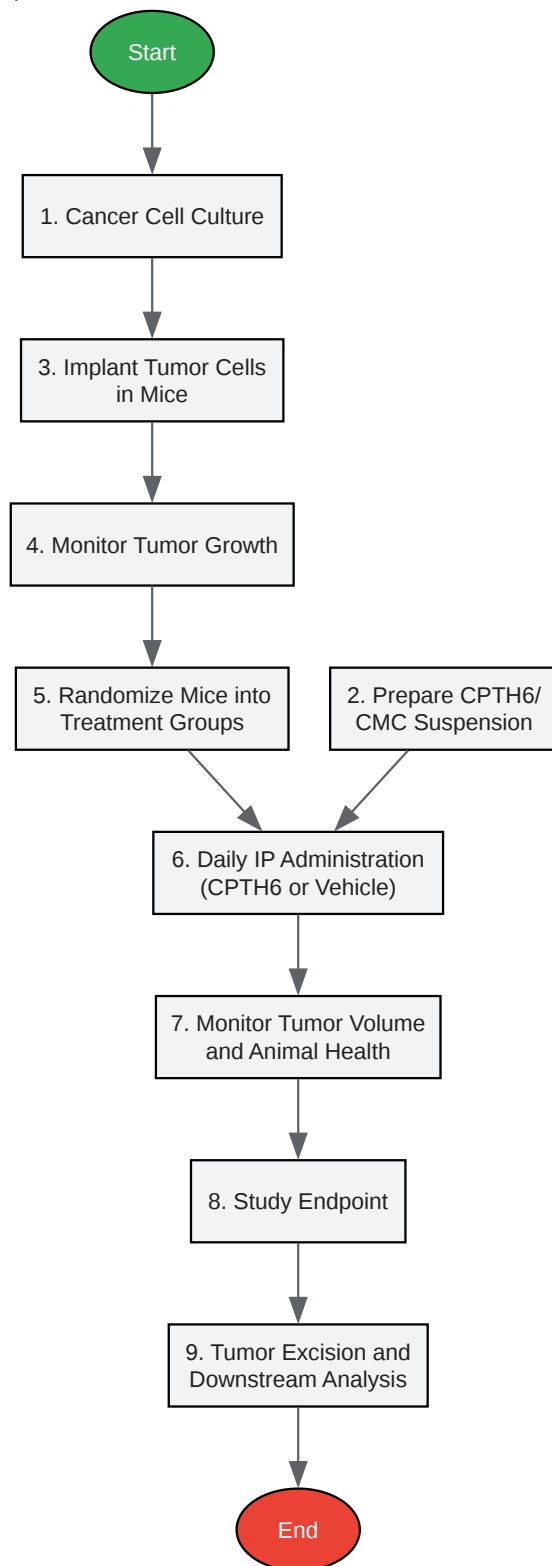 Start
1. Cancer Cell Culture
3. Implant Tumor Cells
in Mice
4. Monitor Tumor Growth
5. Randomize Mice into
Treatment Groups
2. Prepare CPTH6/
CMC Suspension
6. Daily IP Administration
(CPTH6 or Vehicle)
7. Monitor Tumor Volume
and Animal Health
8. Study Endpoint
9. Tumor Excision and
Downstream Analysis
End